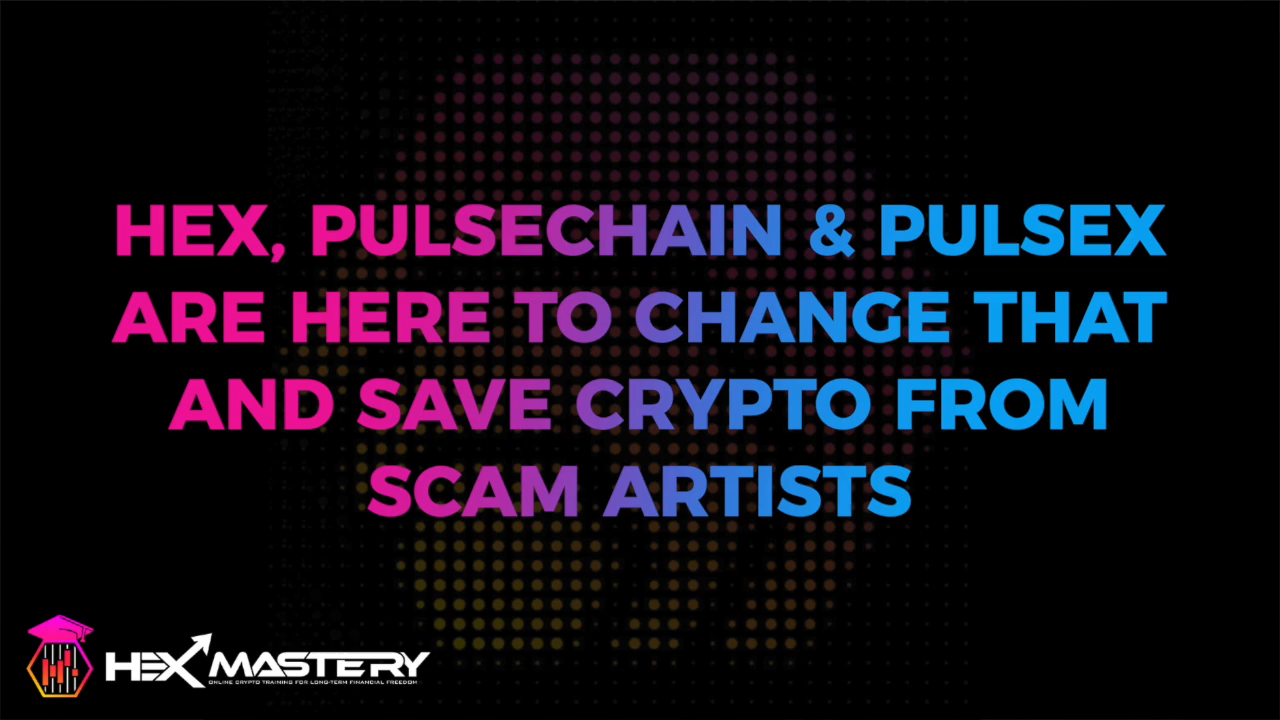 HEX, PULSECHAIN & PULSEX
ARE HERE TO CHANGE THAT
AND SAVE CRYPTO FROM
SCAM ARTISTS
HEX MASTERY
ONLINE CRYPTO TRAINING FOR LONG-TERM FINANCIAL FREEDOM